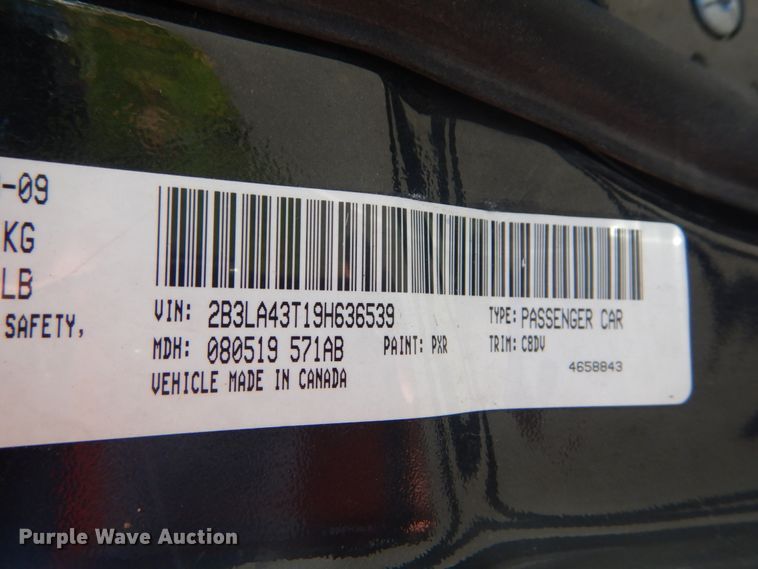 -09
KG
LB
SAFETY,
VIN: 2B3LA43T19H636539 TYPE: PASSENGER CAR
MDH: 080519 571AB PAINT: PXR TRIM: CBDV
VEHICLE MADE IN CANADA 4658843
Purple Wave Auction